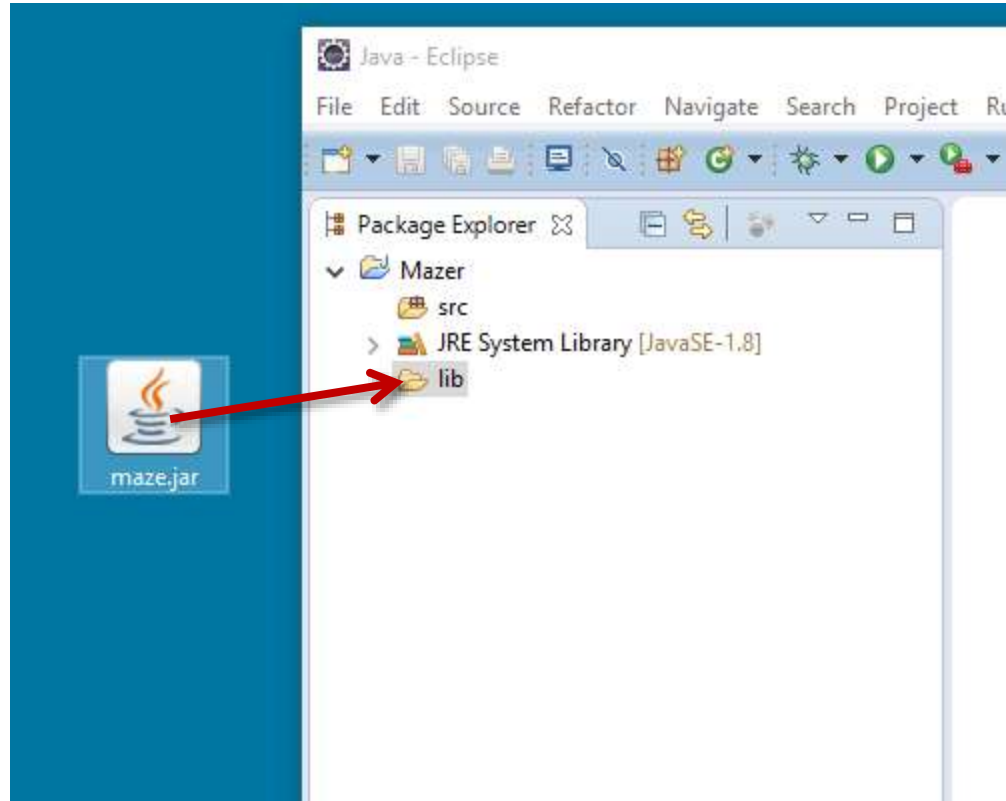 Java - Eclipse
File Edit Source Refactor Navigate Search Project
Package Explorer
Mazer
src
JRE System Library [JavaSE-1.8]
lib
maze.jar